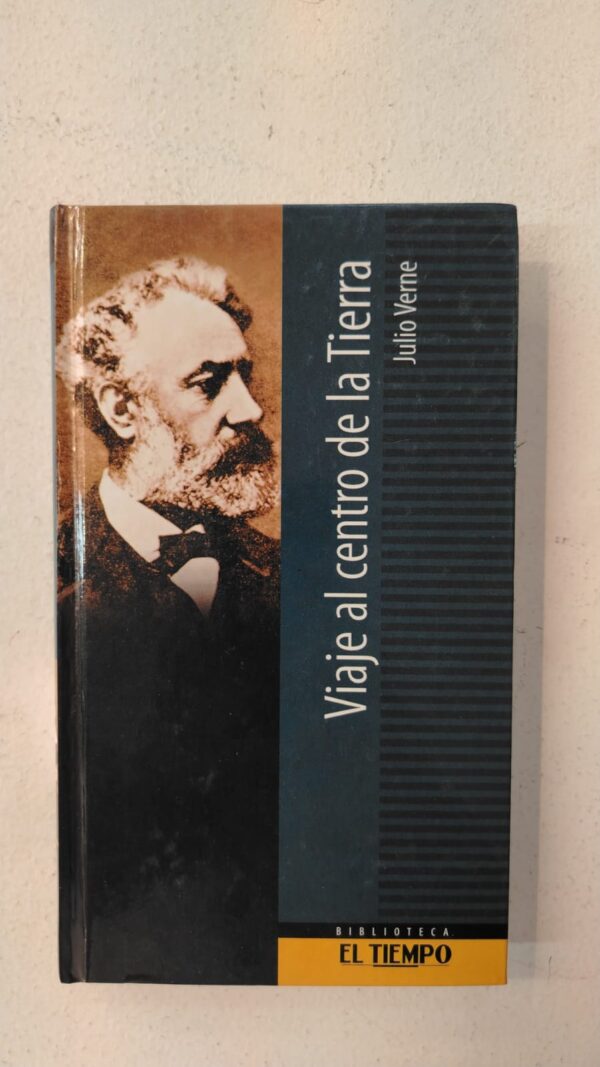 Viaje al centro de la Tierra
Julio Verne
BIBLIOTECA
EL TIEMPO